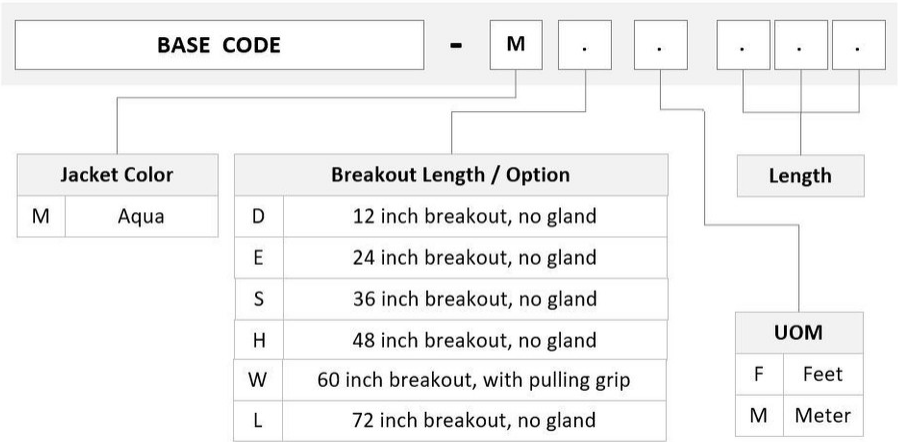 BASE CODE - M . . . . .
Jacket Color
M Aqua
Breakout Length / Option
D 12 inch breakout, no gland
E 24 inch breakout, no gland
S 36 inch breakout, no gland
H 48 inch breakout, no gland
W 60 inch breakout, with pulling grip
L 72 inch breakout, no gland
Length
UOM
F Feet
M Meter